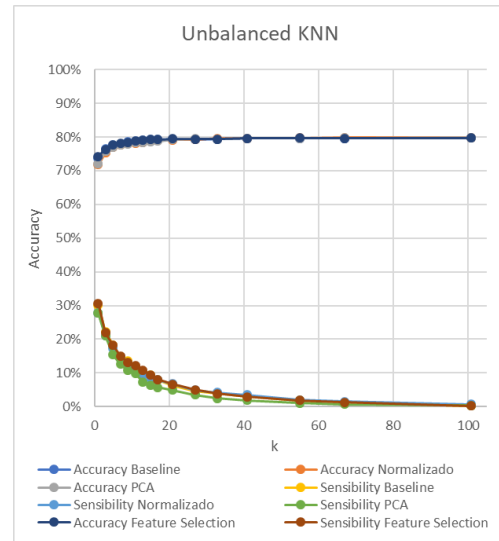 Unbalanced KNN
100%
90%
80%
70%
60%
50%
40%
30%
20%
10%
0%
Accuracy
0 20 40 60 80 100
k
Accuracy Baseline Accuracy Normalizado
Accuracy PCA Sensibility Baseline
Sensibility Normalizado Sensibility PCA
Accuracy Feature Selection Sensibility Feature Selection